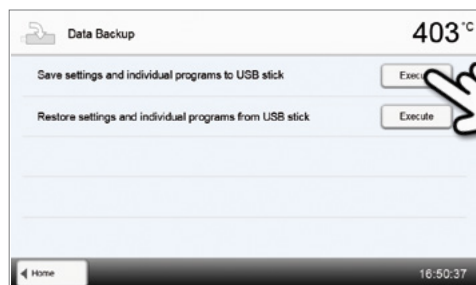 Data Backup 403 °C
Save settings and individual programs to USB stick
Restore settings and individual programs from USB stick Execute
Home 16:50:37